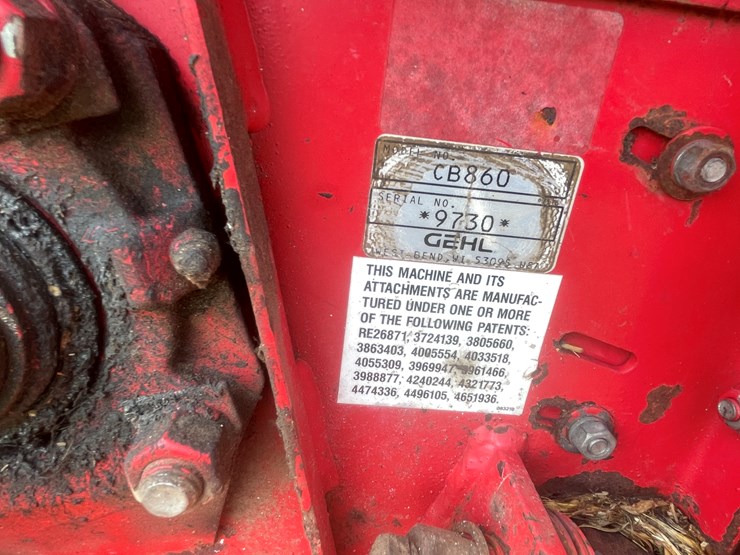 MODEL NO.
CB860
SERIAL NO.
*9730*
GEHL
WEST BEND, WI 53095
THIS MACHINE AND ITS
ATTACHMENTS ARE MANUFAC-
TURED UNDER ONE OR MORE
OF THE FOLLOWING PATENTS:
RE26871, 3724139, 3805660,
3863403, 4005554, 4033518,
4055309, 3969947, 3961466,
3988877, 4240244, 4321773,
4474336, 4496105, 4651936.